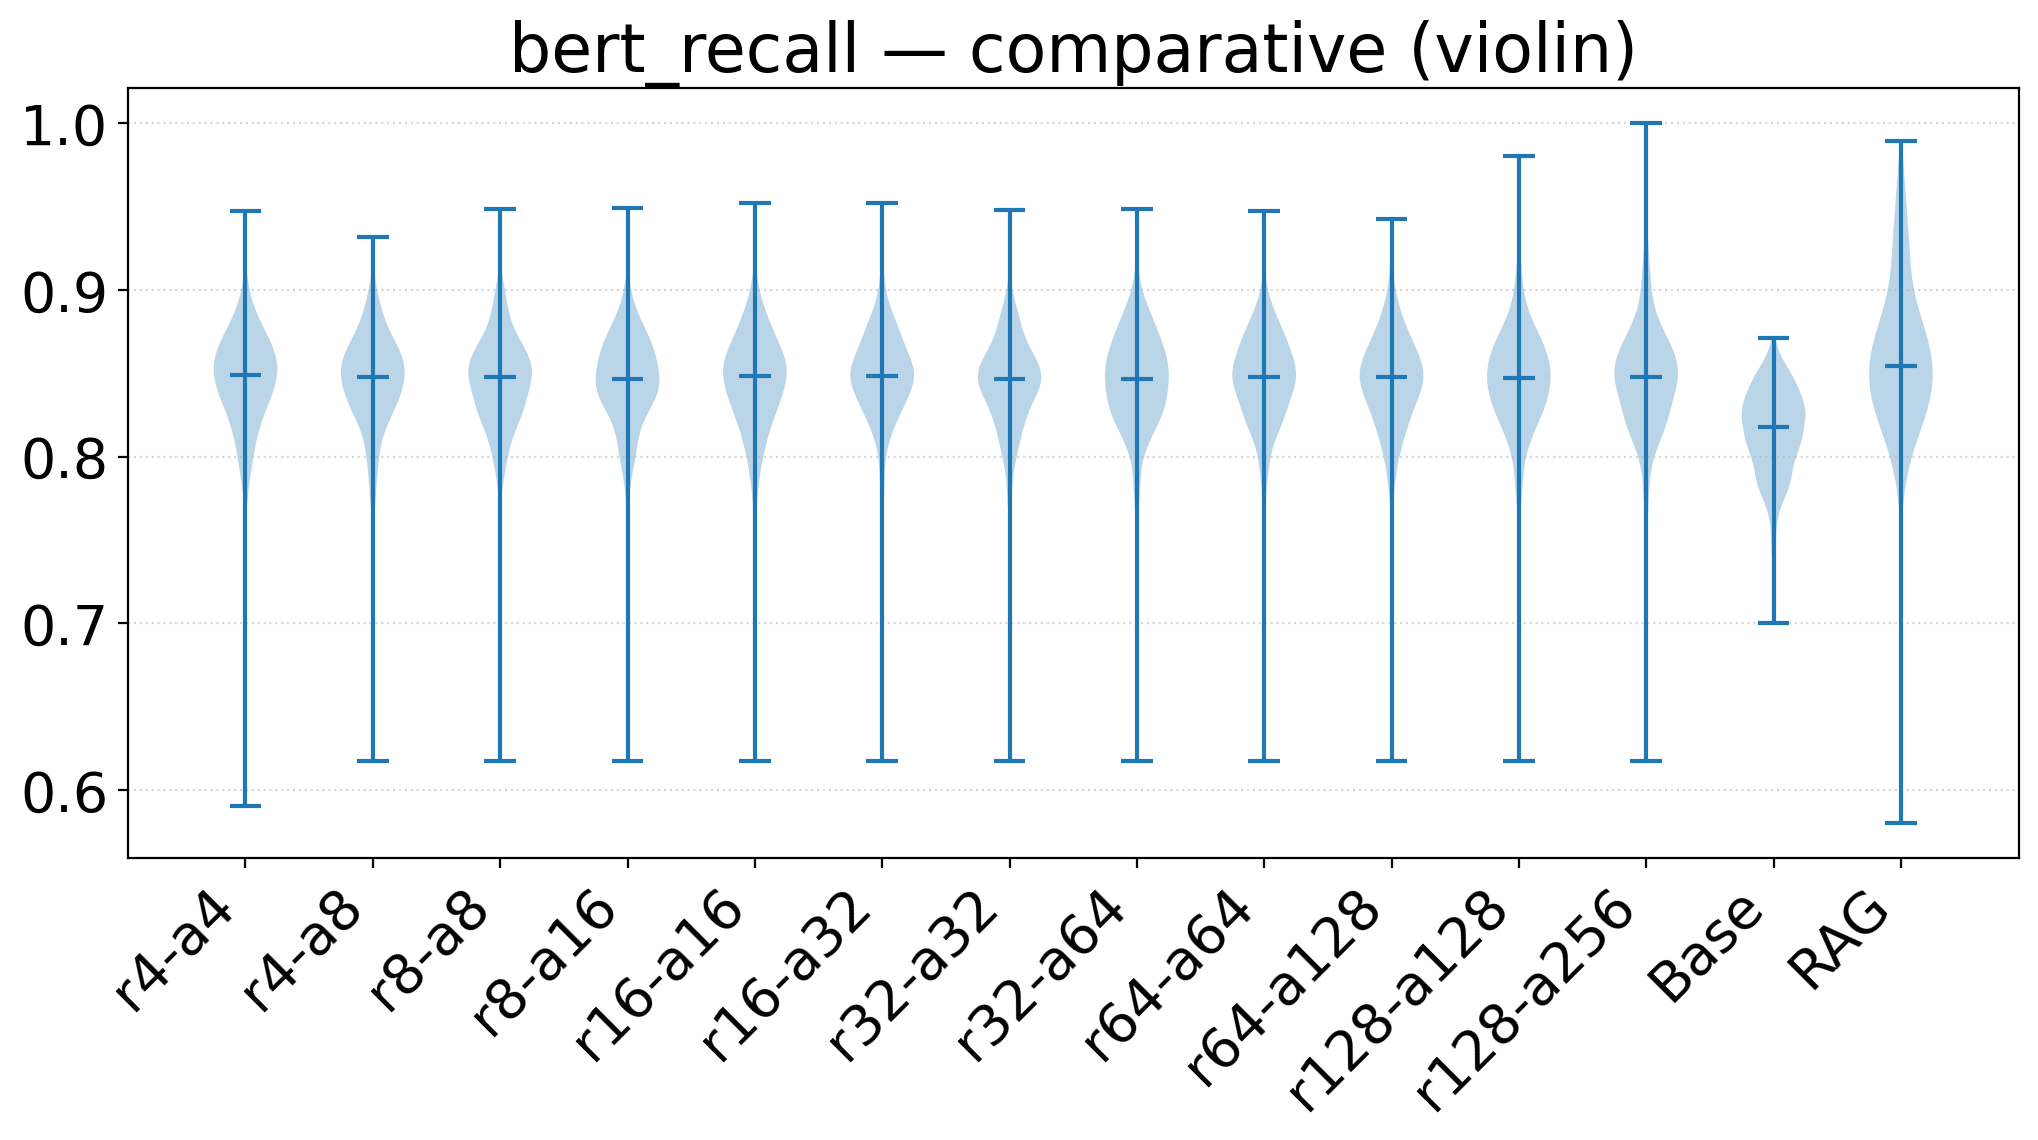 bert_recall — comparative (violin)
1.0
0.9
0.8
0.7
0.6
r4-a4
r4-a8
r8-a8
r8-a16
r16-a16
r16-a32
r32-a32
r32-a64
r64-a64
r64-a128
r128-a128
r128-a256
Base
RAG